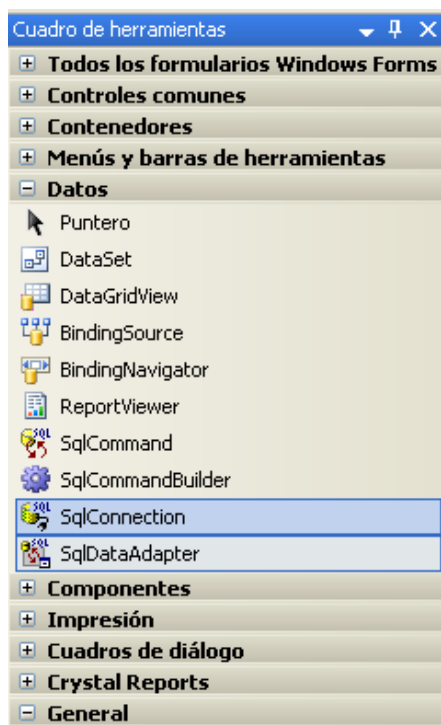 Cuadro de herramientas
Todos los formularios Windows Forms
Controles comunes
Contenedores
Menús y barras de herramientas
Datos
Puntero
DataSet
DataGridView
BindingSource
BindingNavigator
ReportViewer
SqlCommand
SqlCommandBuilder
SqlConnection
SqlDataAdapter
Componentes
Impresión
Cuadros de diálogo
Crystal Reports
General